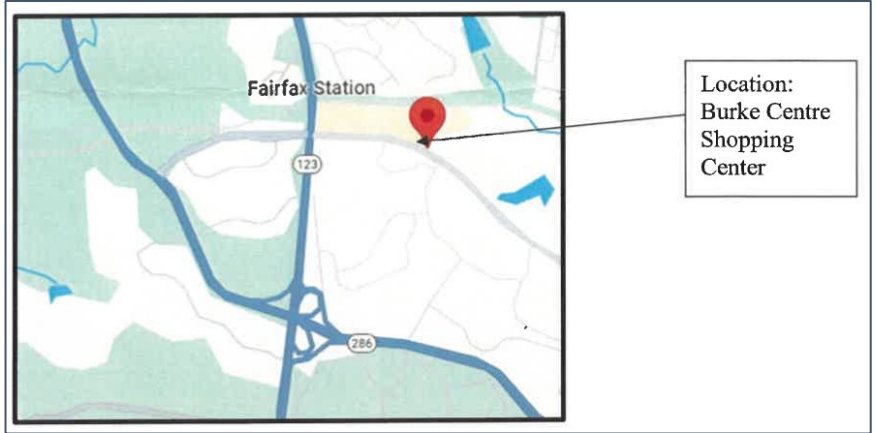 Fairfax Station
123
286
Location:
Burke Centre
Shopping
Center